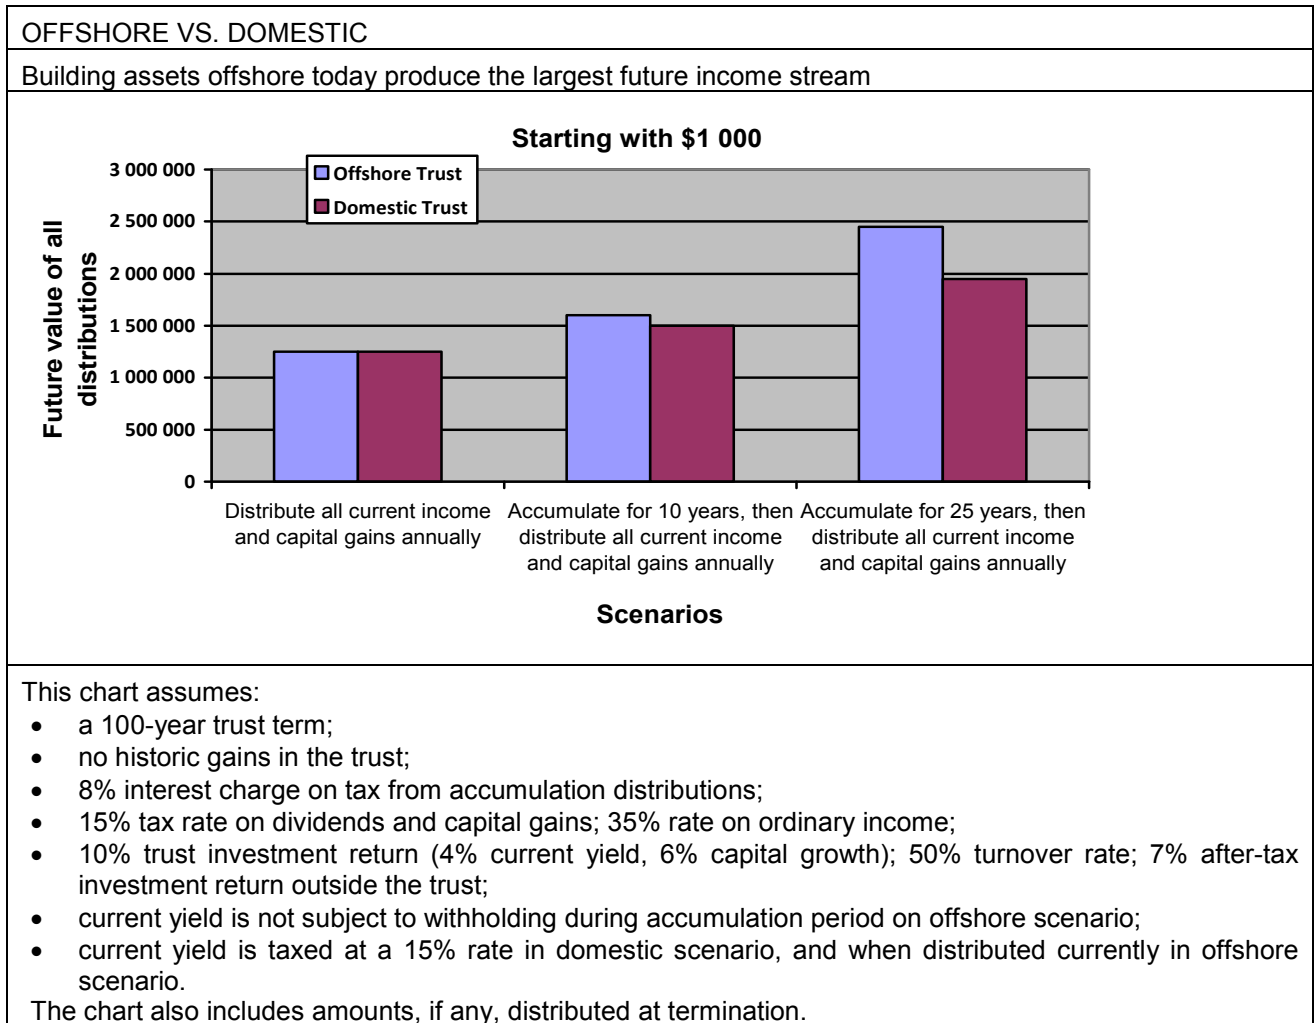 OFFSHORE VS. DOMESTIC
Building assets offshore today produce the largest future income stream
Starting with $1 000
3 000 000
2 500 000
2 000 000
1 500 000
1 000 000
500 000
0
Future value of all
distributions
Offshore Trust
Domestic Trust
Distribute all current income
and capital gains annually
Accumulate for 10 years, then
distribute all current income
and capital gains annually
Accumulate for 25 years, then
distribute all current income
and capital gains annually
Scenarios
This chart assumes:
• a 100-year trust term;
• no historic gains in the trust;
• 8% interest charge on tax from accumulation distributions;
• 15% tax rate on dividends and capital gains; 35% rate on ordinary income;
• 10% trust investment return (4% current yield, 6% capital growth); 50% turnover rate; 7% after-tax
investment return outside the trust;
• current yield is not subject to withholding during accumulation period on offshore scenario;
• current yield is taxed at a 15% rate in domestic scenario, and when distributed currently in offshore
scenario.
The chart also includes amounts, if any, distributed at termination.